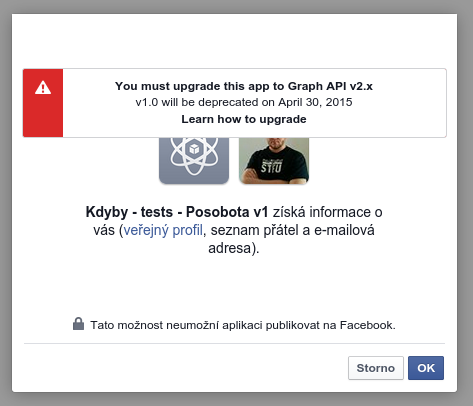 You must upgrade this app to Graph API v2.x
v1.0 will be deprecated on April 30, 2015
Learn how to upgrade
STFU
Kdyby - tests - Posobota v1 získá informace o
vás (veřejný profil, seznam přátel a e-mailová
adresa).
Tato možnost neumožní aplikaci publikovat na Facebook.
Storno
OK